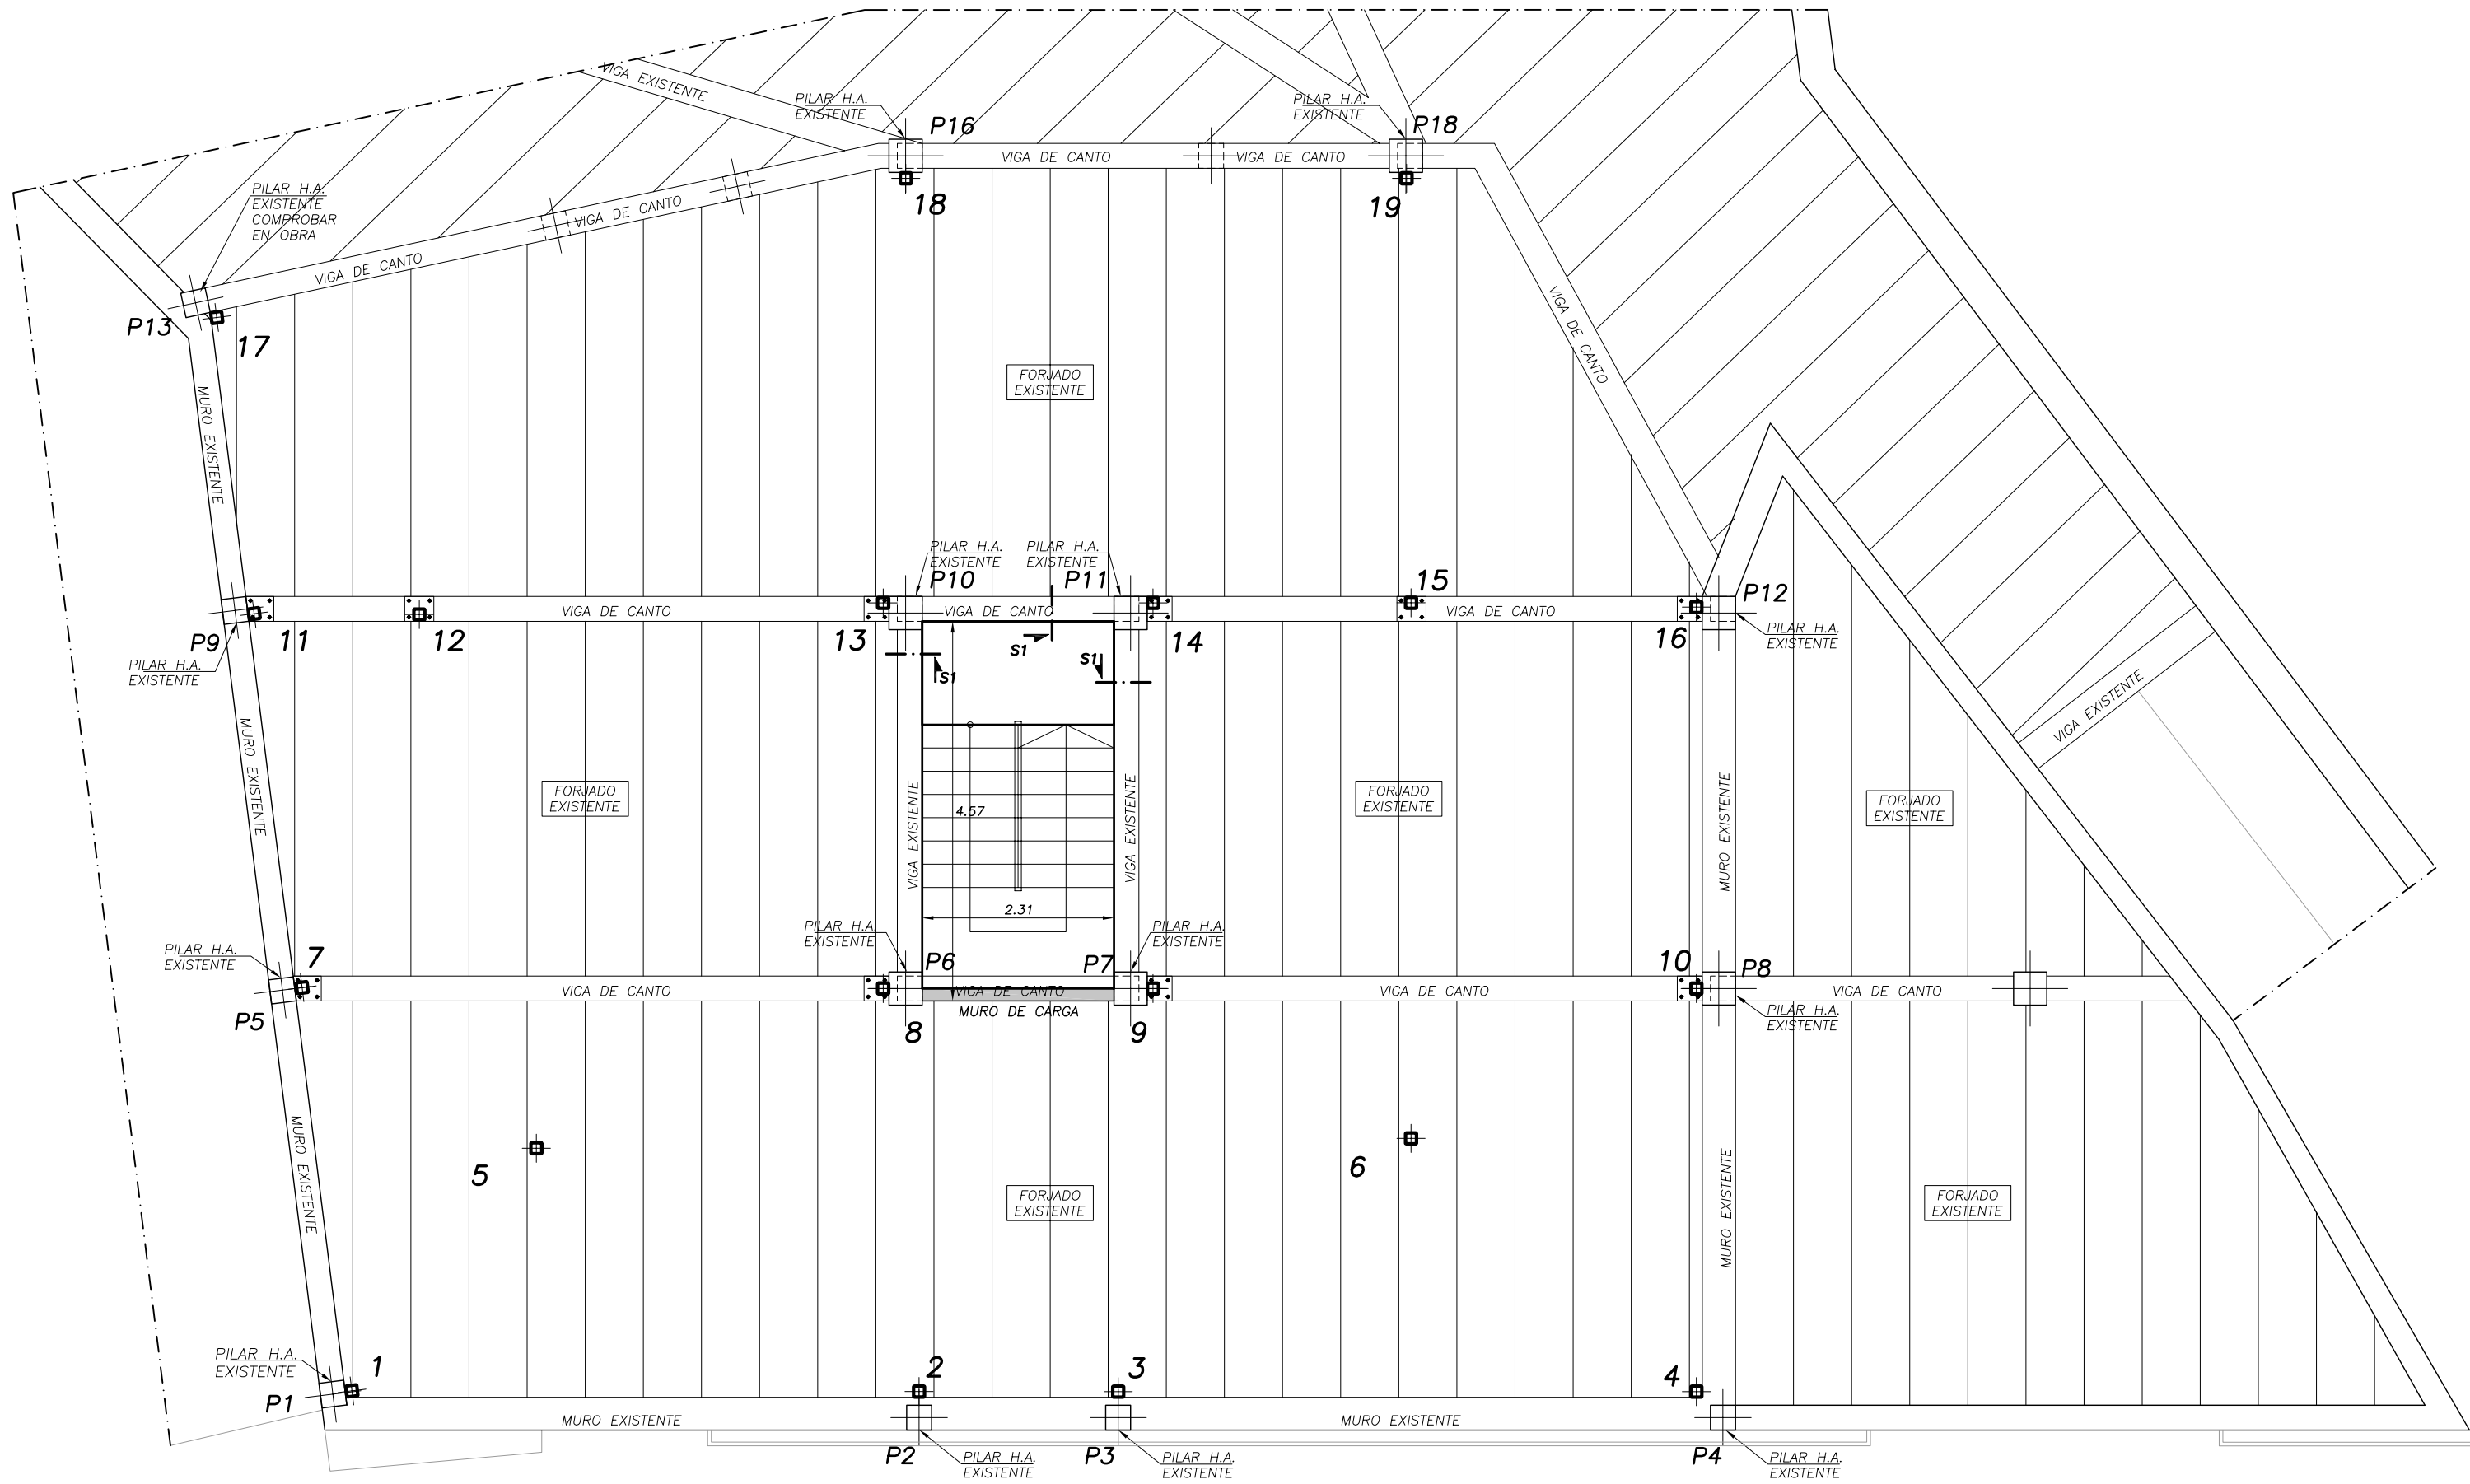 VIGA EXISTENTE
PILAR H.A.
EXISTENTE
P16
PILAR H.A.
EXISTENTE
P18
VIGA DE CANTO
VIGA DE CANTO
PILAR H.A.
EXISTENTE
COMPROBAR
EN OBRA
VIGA DE CANTO
18
19
VIGA DE CANTO
P13
17
VIGA DE CANTO
MURO EXISTENTE
FORJADO
EXISTENTE
PILAR H.A.
EXISTENTE
PILAR H.A.
EXISTENTE
P10
P11
15
P12
VIGA DE CANTO
VIGA DE CANTO
VIGA DE CANTO
P9
11
12
13
14
16
PILAR H.A.
EXISTENTE
PILAR H.A.
EXISTENTE
S1
S1
S1
MURO EXISTENTE
VIGA EXISTENTE
FORJADO
EXISTENTE
VIGA EXISTENTE
4.57
VIGA EXISTENTE
FORJADO
EXISTENTE
MURO EXISTENTE
FORJADO
EXISTENTE
2.31
PILAR H.A.
EXISTENTE
7
PILAR H.A.
EXISTENTE
PILAR H.A.
EXISTENTE
P6
P7
10
P8
VIGA DE CANTO
VIGA DE CANTO
VIGA DE CANTO
VIGA DE CANTO
MURO DE CARGA
P5
8
9
PILAR H.A.
EXISTENTE
MURO EXISTENTE
5
6
MURO EXISTENTE
FORJADO
EXISTENTE
FORJADO
EXISTENTE
PILAR H.A.
EXISTENTE
1
2
3
4
P1
MURO EXISTENTE
MURO EXISTENTE
P2
PILAR H.A.
EXISTENTE
P3
PILAR H.A.
EXISTENTE
P4
PILAR H.A.
EXISTENTE